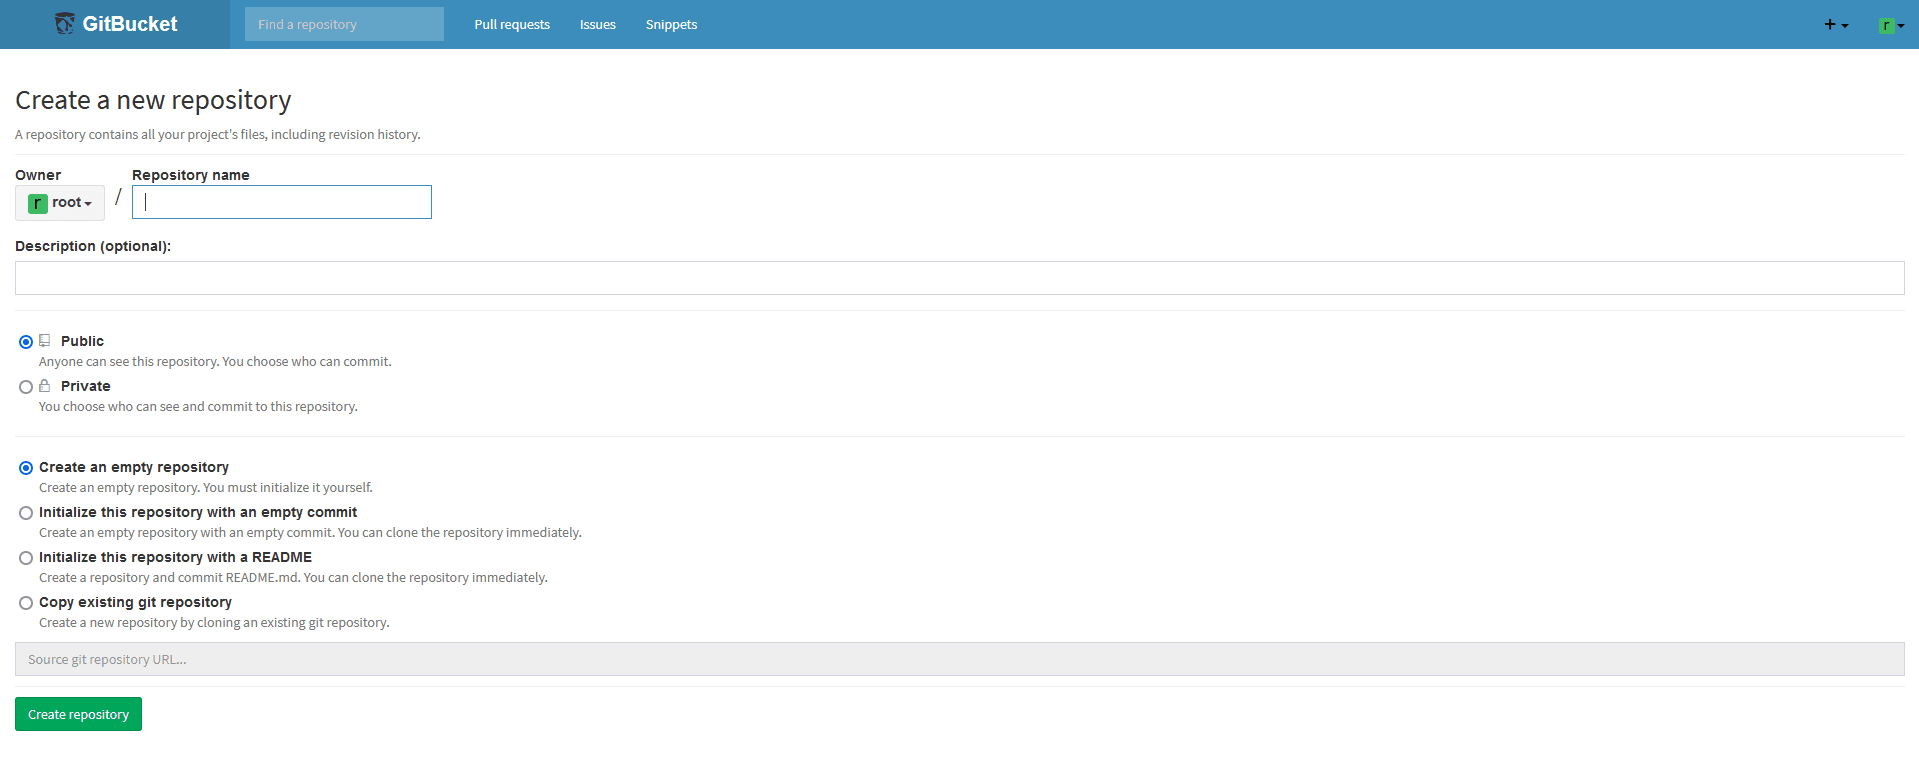 GitBucket Find a repository Pull requests Issues Snippets + r
Create a new repository
A repository contains all your project's files, including revision history.
Owner Repository name
r root /
Description (optional):
Public
Anyone can see this repository. You choose who can commit.
Private
You choose who can see and commit to this repository.
Create an empty repository
Create an empty repository. You must initialize it yourself.
Initialize this repository with an empty commit
Create an empty repository with an empty commit. You can clone the repository immediately.
Initialize this repository with a README
Create a repository and commit README.md. You can clone the repository immediately.
Copy existing git repository
Create a new repository by cloning an existing git repository.
Source git repository URL...
Create repository